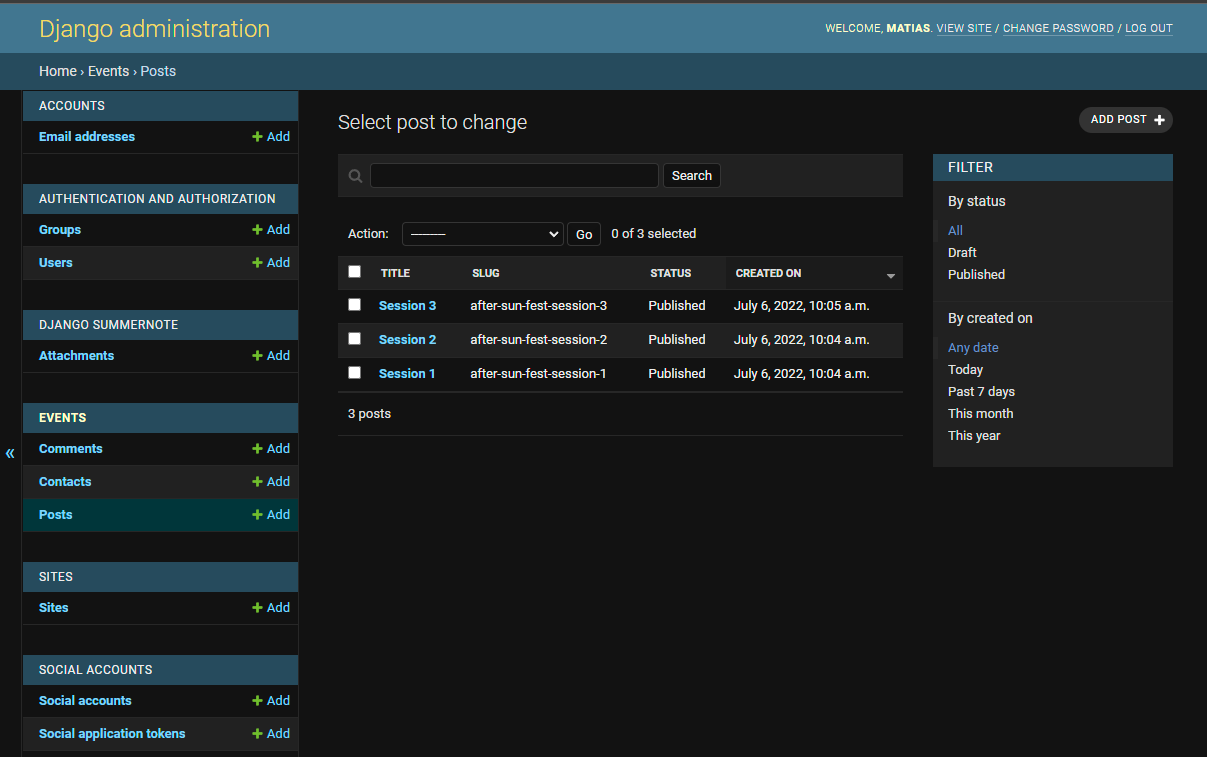 Django administration
WELCOME, MATIAS. VIEW SITE / CHANGE PASSWORD / LOG OUT
Home › Events › Posts
«
ACCOUNTS
Email addresses + Add
AUTHENTICATION AND AUTHORIZATION
Groups + Add
Users + Add
DJANGO SUMMERNOTE
Attachments + Add
EVENTS
Comments + Add
Contacts + Add
Posts + Add
SITES
Sites + Add
SOCIAL ACCOUNTS
Social accounts + Add
Social application tokens + Add
Select post to change
ADD POST +
Search
Action: --------- Go 0 of 3 selected
TITLE SLUG STATUS CREATED ON
Session 3 after-sun-fest-session-3 Published July 6, 2022, 10:05 a.m.
Session 2 after-sun-fest-session-2 Published July 6, 2022, 10:04 a.m.
Session 1 after-sun-fest-session-1 Published July 6, 2022, 10:04 a.m.
3 posts
FILTER
By status
All
Draft
Published
By created on
Any date
Today
Past 7 days
This month
This year